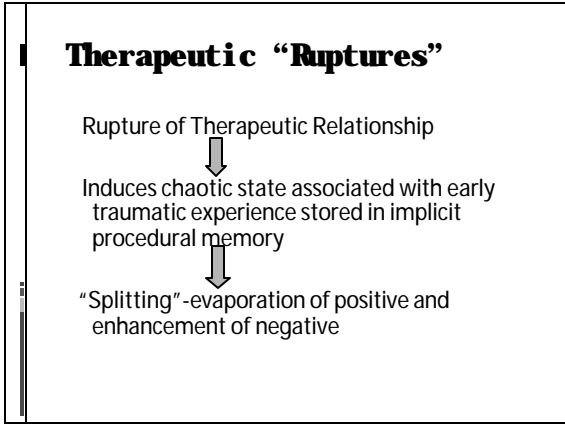 Therapeutic “Ruptures”
Rupture of Therapeutic Relationship
Induces chaotic state associated with early
traumatic experience stored in implicit
procedural memory
“Splitting”-evaporation of positive and
enhancement of negative